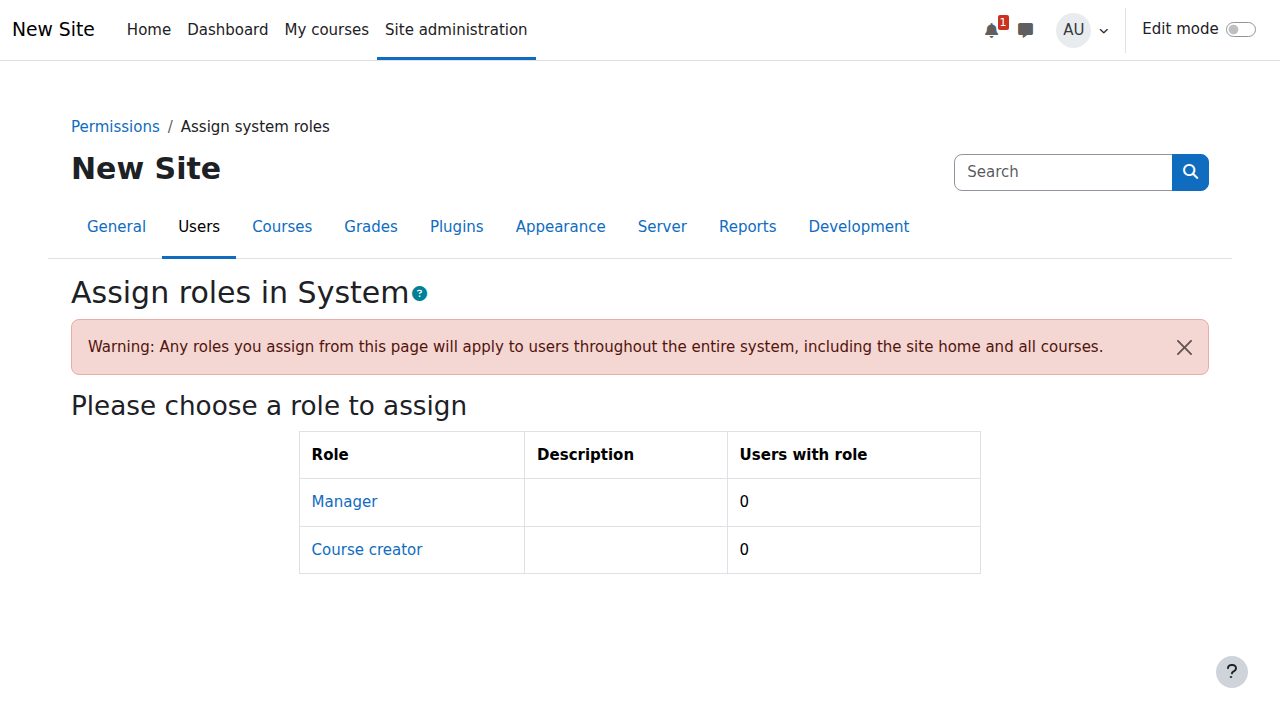 New Site Home Dashboard My courses Site administration 1 AU Edit mode
Permissions / Assign system roles
New Site
Search
General Users Courses Grades Plugins Appearance Server Reports Development
Assign roles in System ?
Warning: Any roles you assign from this page will apply to users throughout the entire system, including the site home and all courses.
Please choose a role to assign
Role Description Users with role
Manager 0
Course creator 0
?